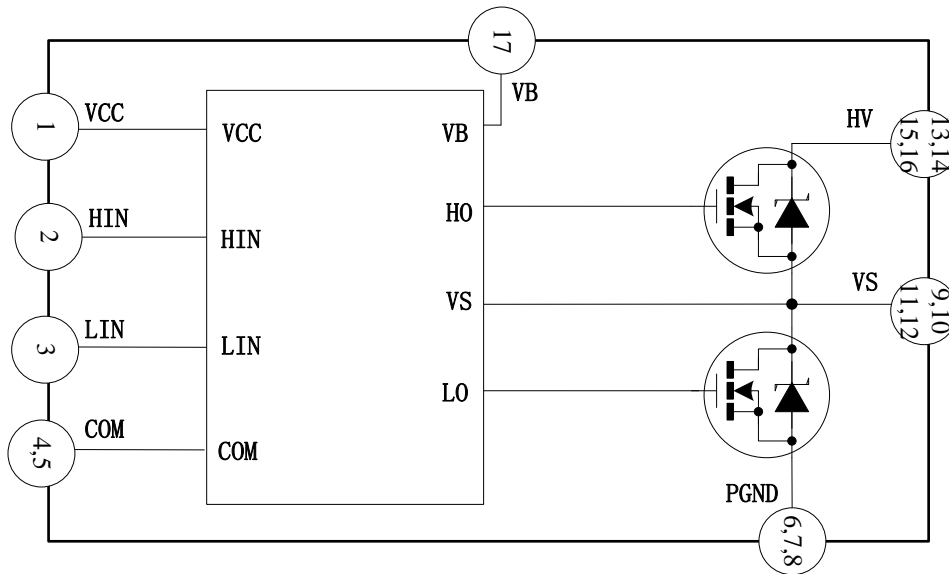 17
VB
1
VCC
VCC
VB
HV
13,14
15,16
2
HIN
HIN
HO
VS
VS
9,10
11,12
3
LIN
LIN
LO
4,5
COM
COM
PGND
6,7,8